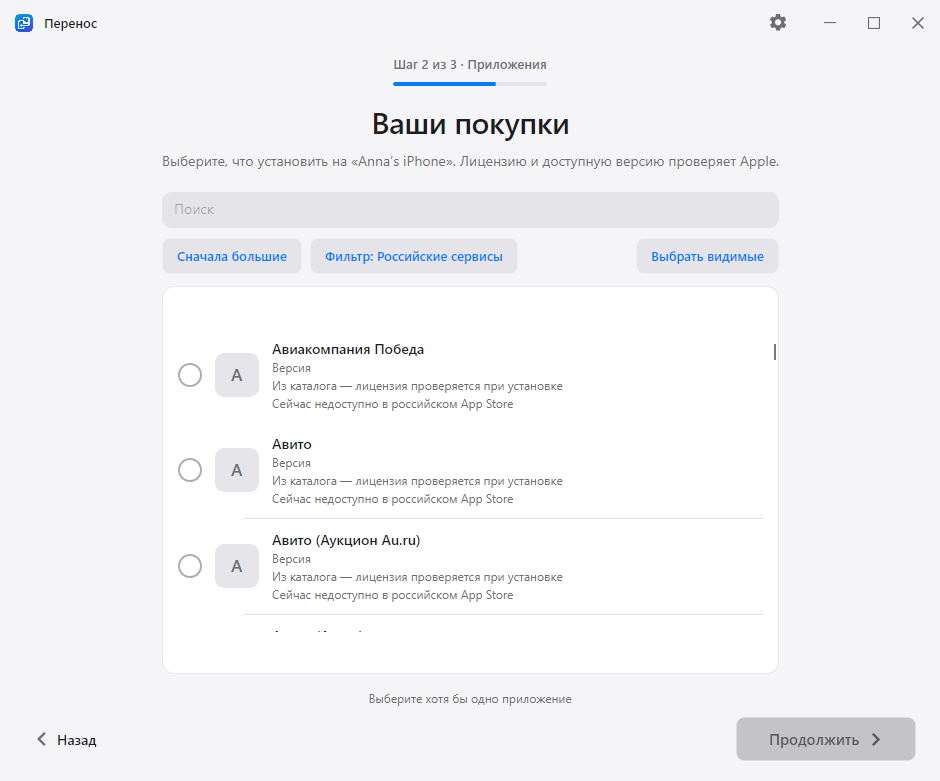 Перенос
Шаг 2 из 3 · Приложения
Ваши покупки
Выберите, что установить на «Anna's iPhone». Лицензию и доступную версию проверяет Apple.
Поиск
Сначала большие
Фильтр: Российские сервисы
Выбрать видимые
А
Авиакомпания Победа
Версия
Из каталога — лицензия проверяется при установке
Сейчас недоступно в российском App Store
А
Авито
Версия
Из каталога — лицензия проверяется при установке
Сейчас недоступно в российском App Store
А
Авито (Аукцион Au.ru)
Версия
Из каталога — лицензия проверяется при установке
Сейчас недоступно в российском App Store
Выберите хотя бы одно приложение
Назад
Продолжить